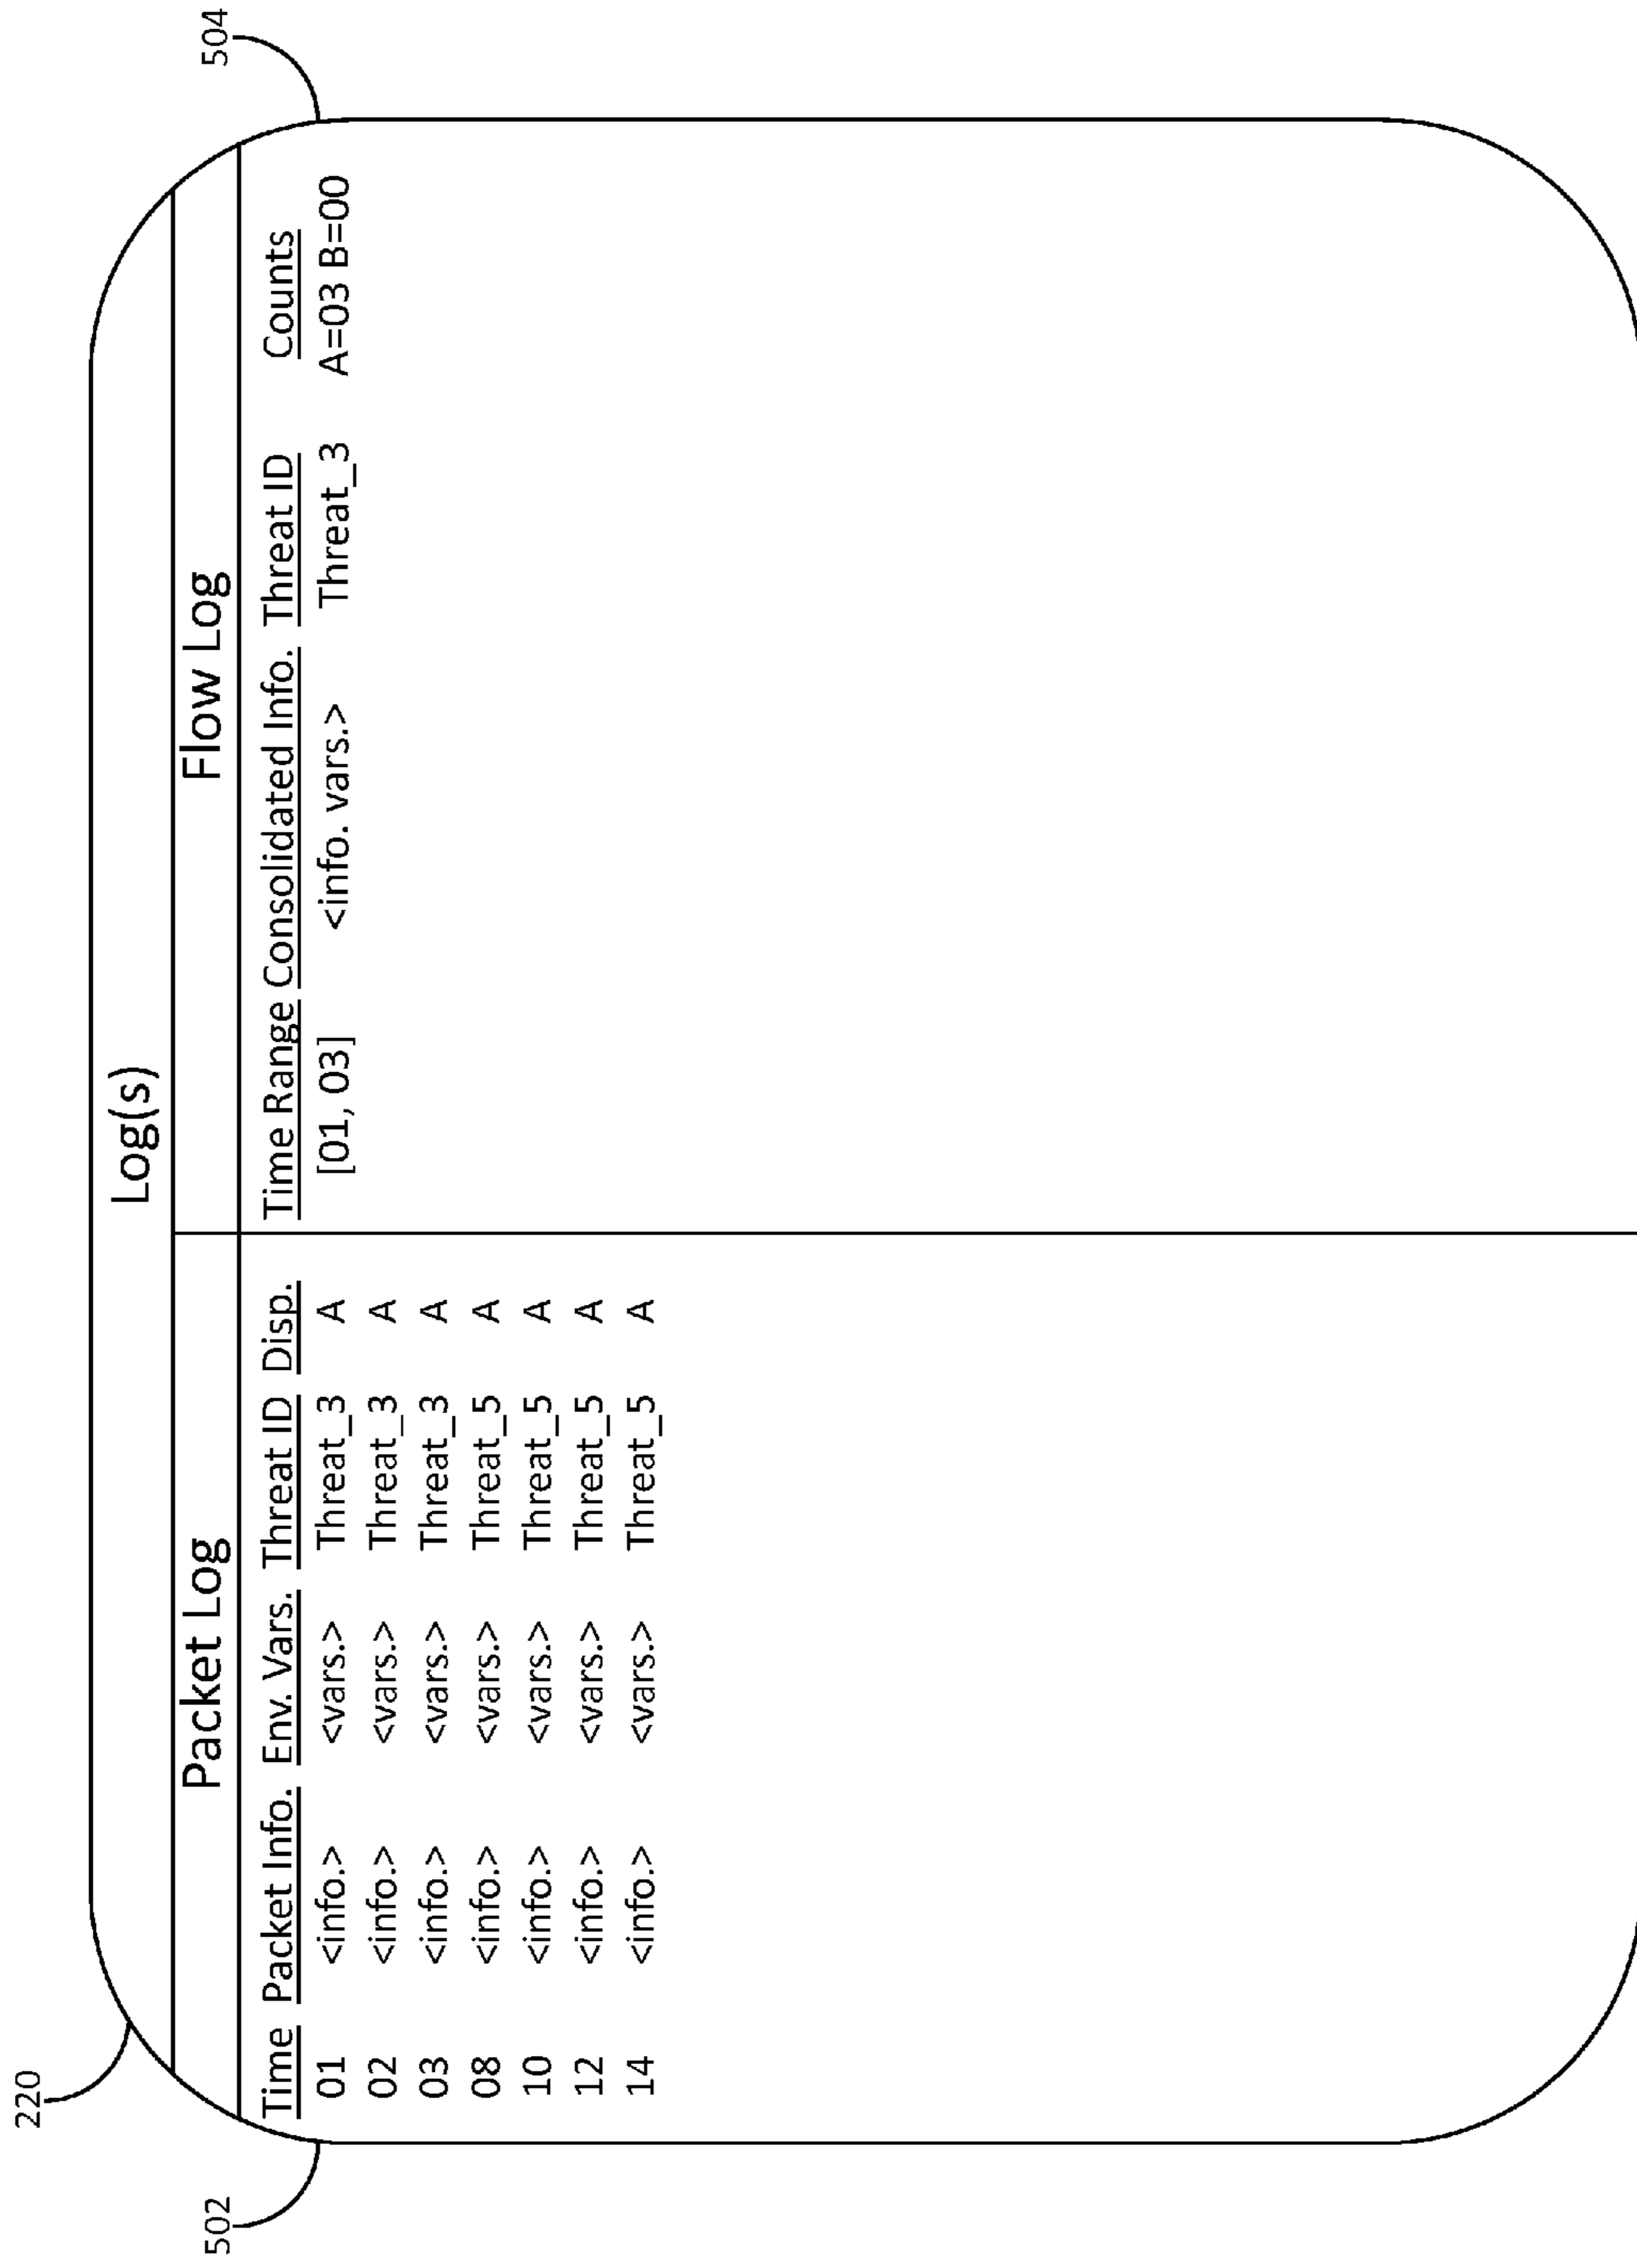 220
Log(s)
502
504
Packet Log
Flow Log
Time Packet Info. Env. Vars. Threat ID Disp.
01 <info.> <vars.> Threat_3 A
02 <info.> <vars.> Threat_3 A
03 <info.> <vars.> Threat_3 A
08 <info.> <vars.> Threat_5 A
10 <info.> <vars.> Threat_5 A
12 <info.> <vars.> Threat_5 A
14 <info.> <vars.> Threat_5 A
Time Range Consolidated Info. Threat ID Counts
[01, 03] <info. vars.> Threat_3 A=03 B=00